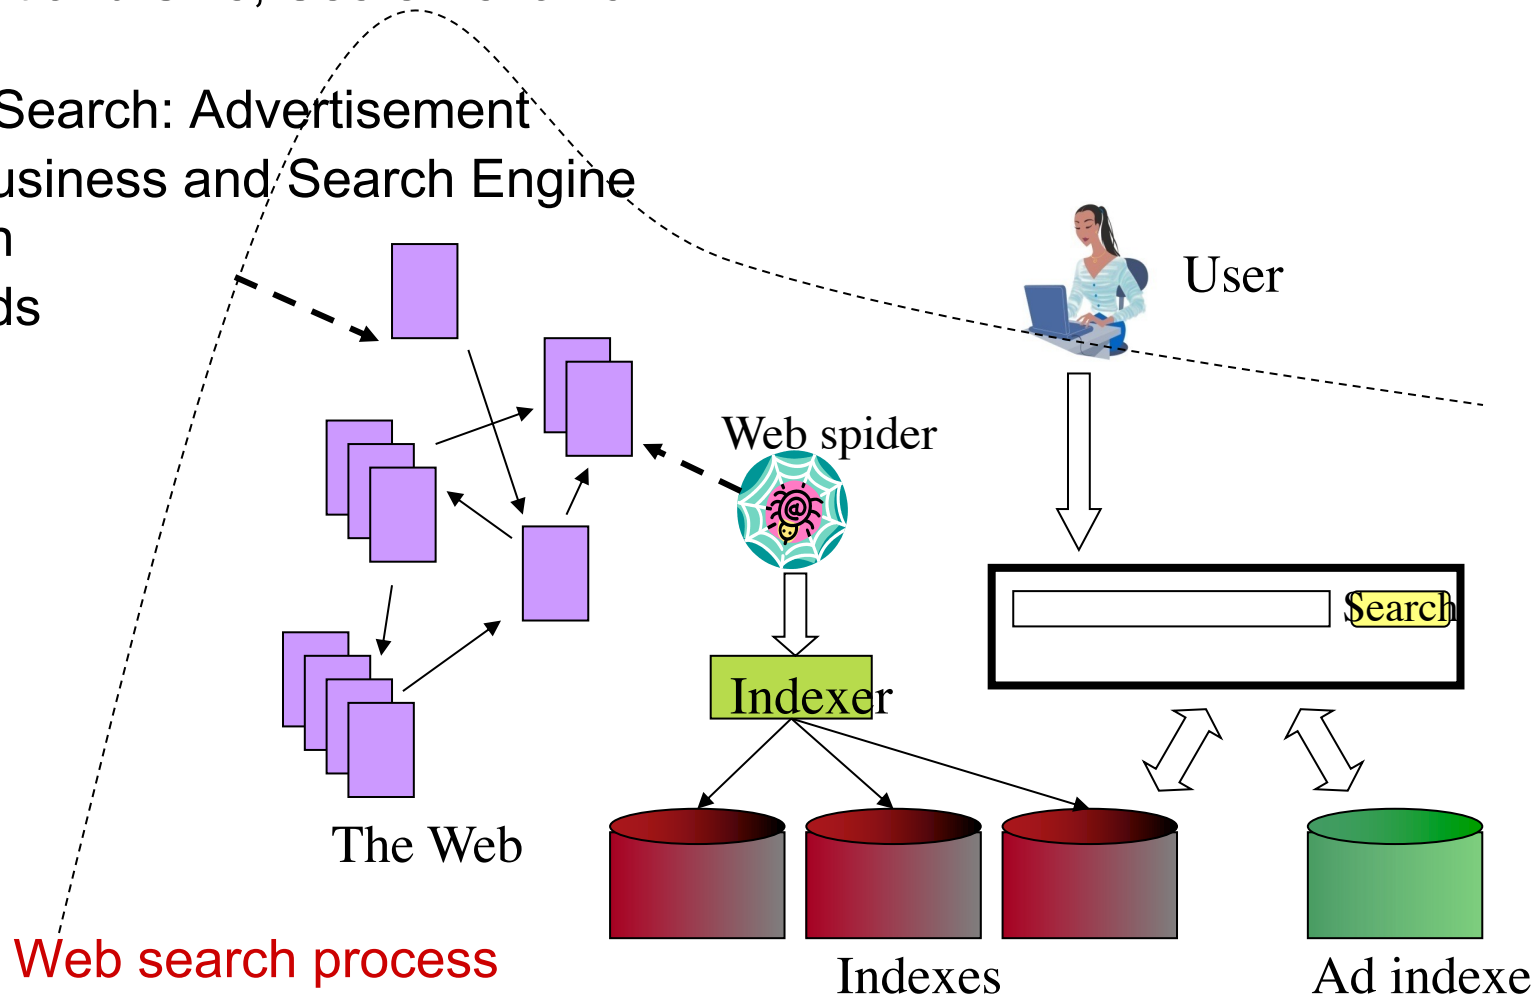 Search: Advertisement
usiness and Search Engine
n
ds
User
Web spider
Search
Indexer
The Web
Web search process
Indexes
Ad indexe